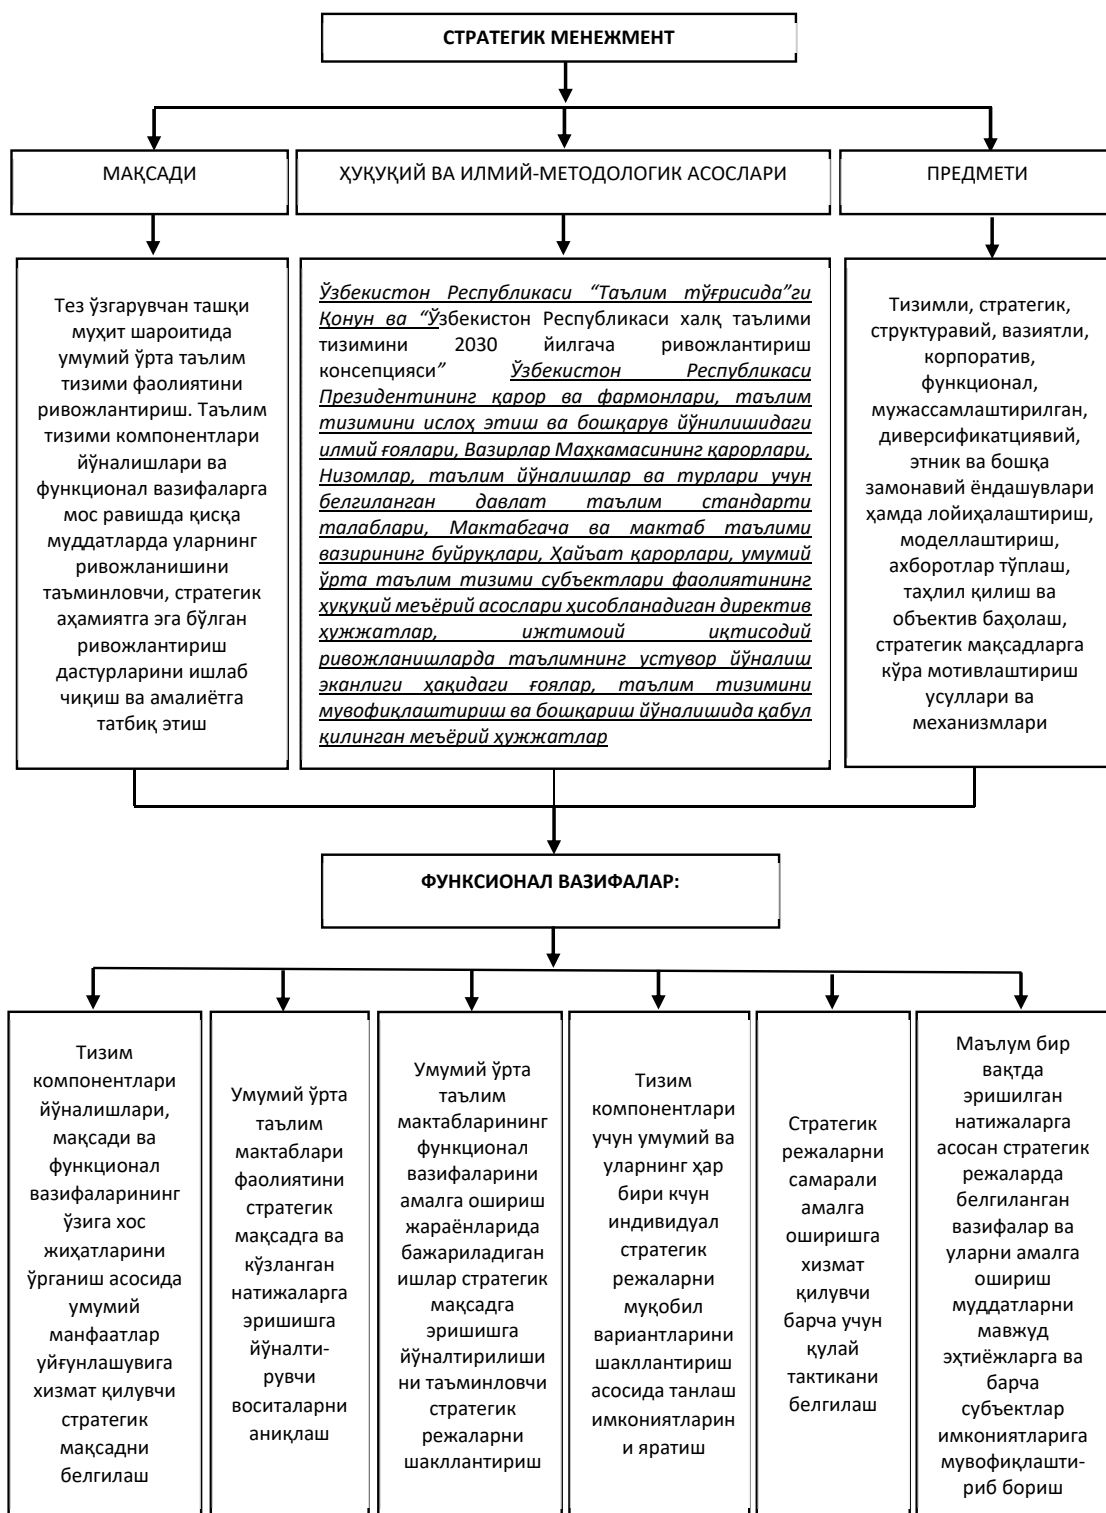 СТРАТЕГИК МЕНЕЖМЕНТ
МАҚСАДИ
ҲУҚУҚИЙ ВА ИЛМИЙ-МЕТОДОЛОГИК АСОСЛАРИ
ПРЕДМЕТИ
Тез ўзгарувчан ташқи
муҳит шароитида
умумий ўрта таълим
тизими фаолиятини
ривожлантириш. Таълим
тизими компонентлари
йўналишлари ва
функционал вазифаларга
мос равишда қисқа
муддатларда уларнинг
ривожланишини
таъминловчи, стратегик
аҳамиятга эга бўлган
ривожлантириш
дастурларини ишлаб
чиқиш ва амалиётга
татбиқ этиш
Ўзбекистон Республикаси “Таълим тўғрисида”ги
Қонун ва “Ўзбекистон Республикаси халқ таълими
тизимини 2030 йилгача ривожлантириш
консепцияси” Ўзбекистон Республикаси
Президентининг қарор ва фармонлари, таълим
тизимини ислоҳ этиш ва бошқарув йўнилишидаги
илмий ғоялари, Вазирлар Маҳкамасининг қарорлари,
Низомлар, таълим йўналишлар ва турлари учун
белгиланган давлат таълим стандарти
талаблари, Мактабгача ва мактаб таълими
вазирининг буйруқлари, Ҳайъат қарорлари, умумий
ўрта таълим тизими субъектлари фаолиятининг
ҳуқуқий меъёрий асослари ҳисобланадиган директив
ҳужжатлар, ижтимоий иқтисодий
ривожланишларда таълимнинг устувор йўналиш
эканлиги ҳақидаги ғоялар, таълим тизимини
мувофиқлаштириш ва бошқариш йўналишида қабул
қилинган меъёрий ҳужжатлар
Тизимли, стратегик,
структуравий, вазиятли,
корпоратив,
функционал,
мужассамлаштирилган,
диверсификатциявий,
этник ва бошқа
замонавий ёндашувлари
ҳамда лойиҳалаштириш,
моделлаштириш,
ахборотлар тўплаш,
таҳлил қилиш ва
объектив баҳолаш,
стратегик мақсадларга
кўра мотивлаштириш
усуллари ва
механизмлари
ФУНКСИОНАЛ ВАЗИФАЛАР:
Тизим
компонентлари
йўналишлари,
мақсади ва
функционал
вазифаларининг
ўзига хос
жиҳатларини
ўрганиш асосида
умумий
манфаатлар
уйғунлашувига
хизмат қилувчи
стратегик
мақсадни
белгилаш
Умумий ўрта
таълим
мактаблари
фаолиятини
стратегик
мақсадга ва
кўзланган
натижаларга
эришишга
йўналти-
рувчи
воситаларни
аниқлаш
Умумий ўрта
таълим
мактабларининг
функционал
вазифаларини
амалга ошириш
жараёнларида
бажариладиган
ишлар стратегик
мақсадга
эришишга
йўналтирилиши
ни таъминловчи
стратегик
режаларни
шакллантириш
Тизим
компонентлари
учун умумий ва
уларнинг ҳар
бири кчун
индивидуал
стратегик
режаларни
муқобил
вариантларини
шакллантириш
асосида танлаш
имкониятларин
и яратиш
Стратегик
режаларни
самарали
амалга
оширишга
хизмат
қилувчи
барча учун
қулай
тактикани
белгилаш
Маълум бир
вақтда
эришилган
натижаларга
асосан стратегик
режаларда
белгиланган
вазифалар ва
уларни амалга
ошириш
муддатларни
мавжуд
эҳтиёжларга ва
барча
субъектлар
имкониятларига
мувофиқлашти-
риб бориш